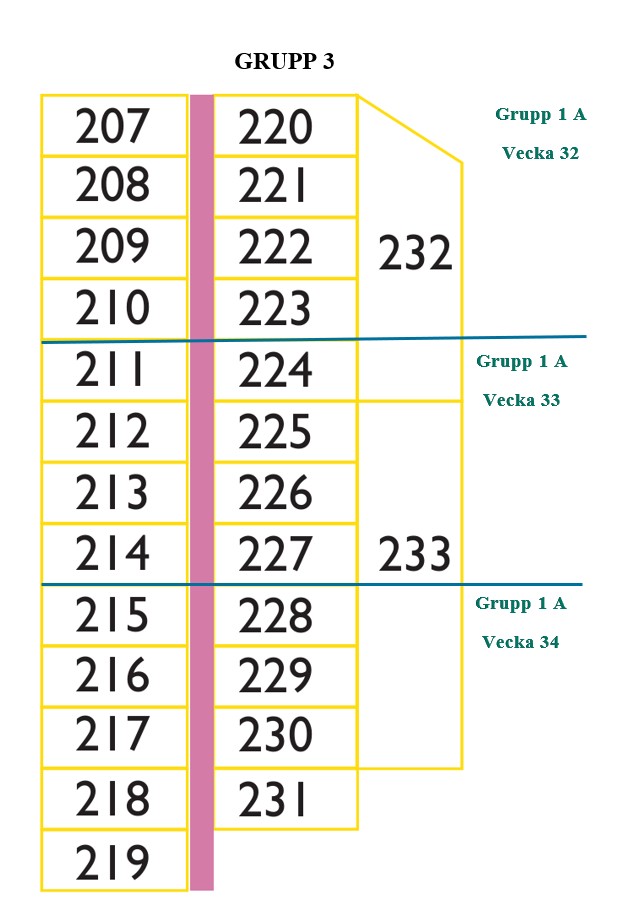 GRUPP 3
207 220 Grupp 1 A
Vecka 32
208 221
209 222 232
210 223
211 224 Grupp 1 A
Vecka 33
212 225
213 226
214 227 233
215 228 Grupp 1 A
Vecka 34
216 229
217 230
218 231
219